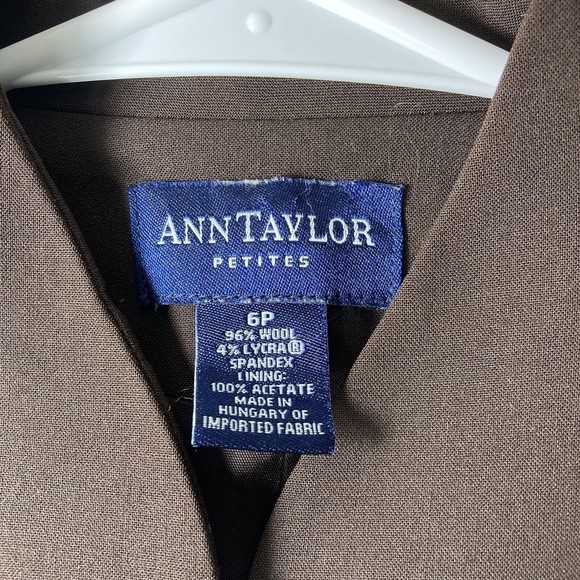 ANNTAYLOR
PETITES
6P
96% WOOL
4% LYCRA®
SPANDEX
LINING:
100% ACETATE
MADE IN
HUNGARY OF
IMPORTED FABRIC